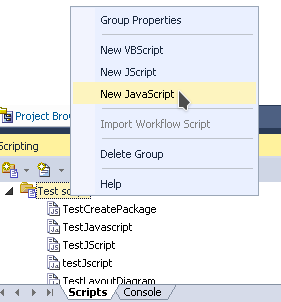 Group Properties
New VBScript
New JScript
New JavaScript
Import Workflow Script
Delete Group
Help
Project Brow
Scripting
Test sc
TestCreatePackage
TestJavascript
TestJScript
testJscript
TestLayoutDiagram
Scripts
Console